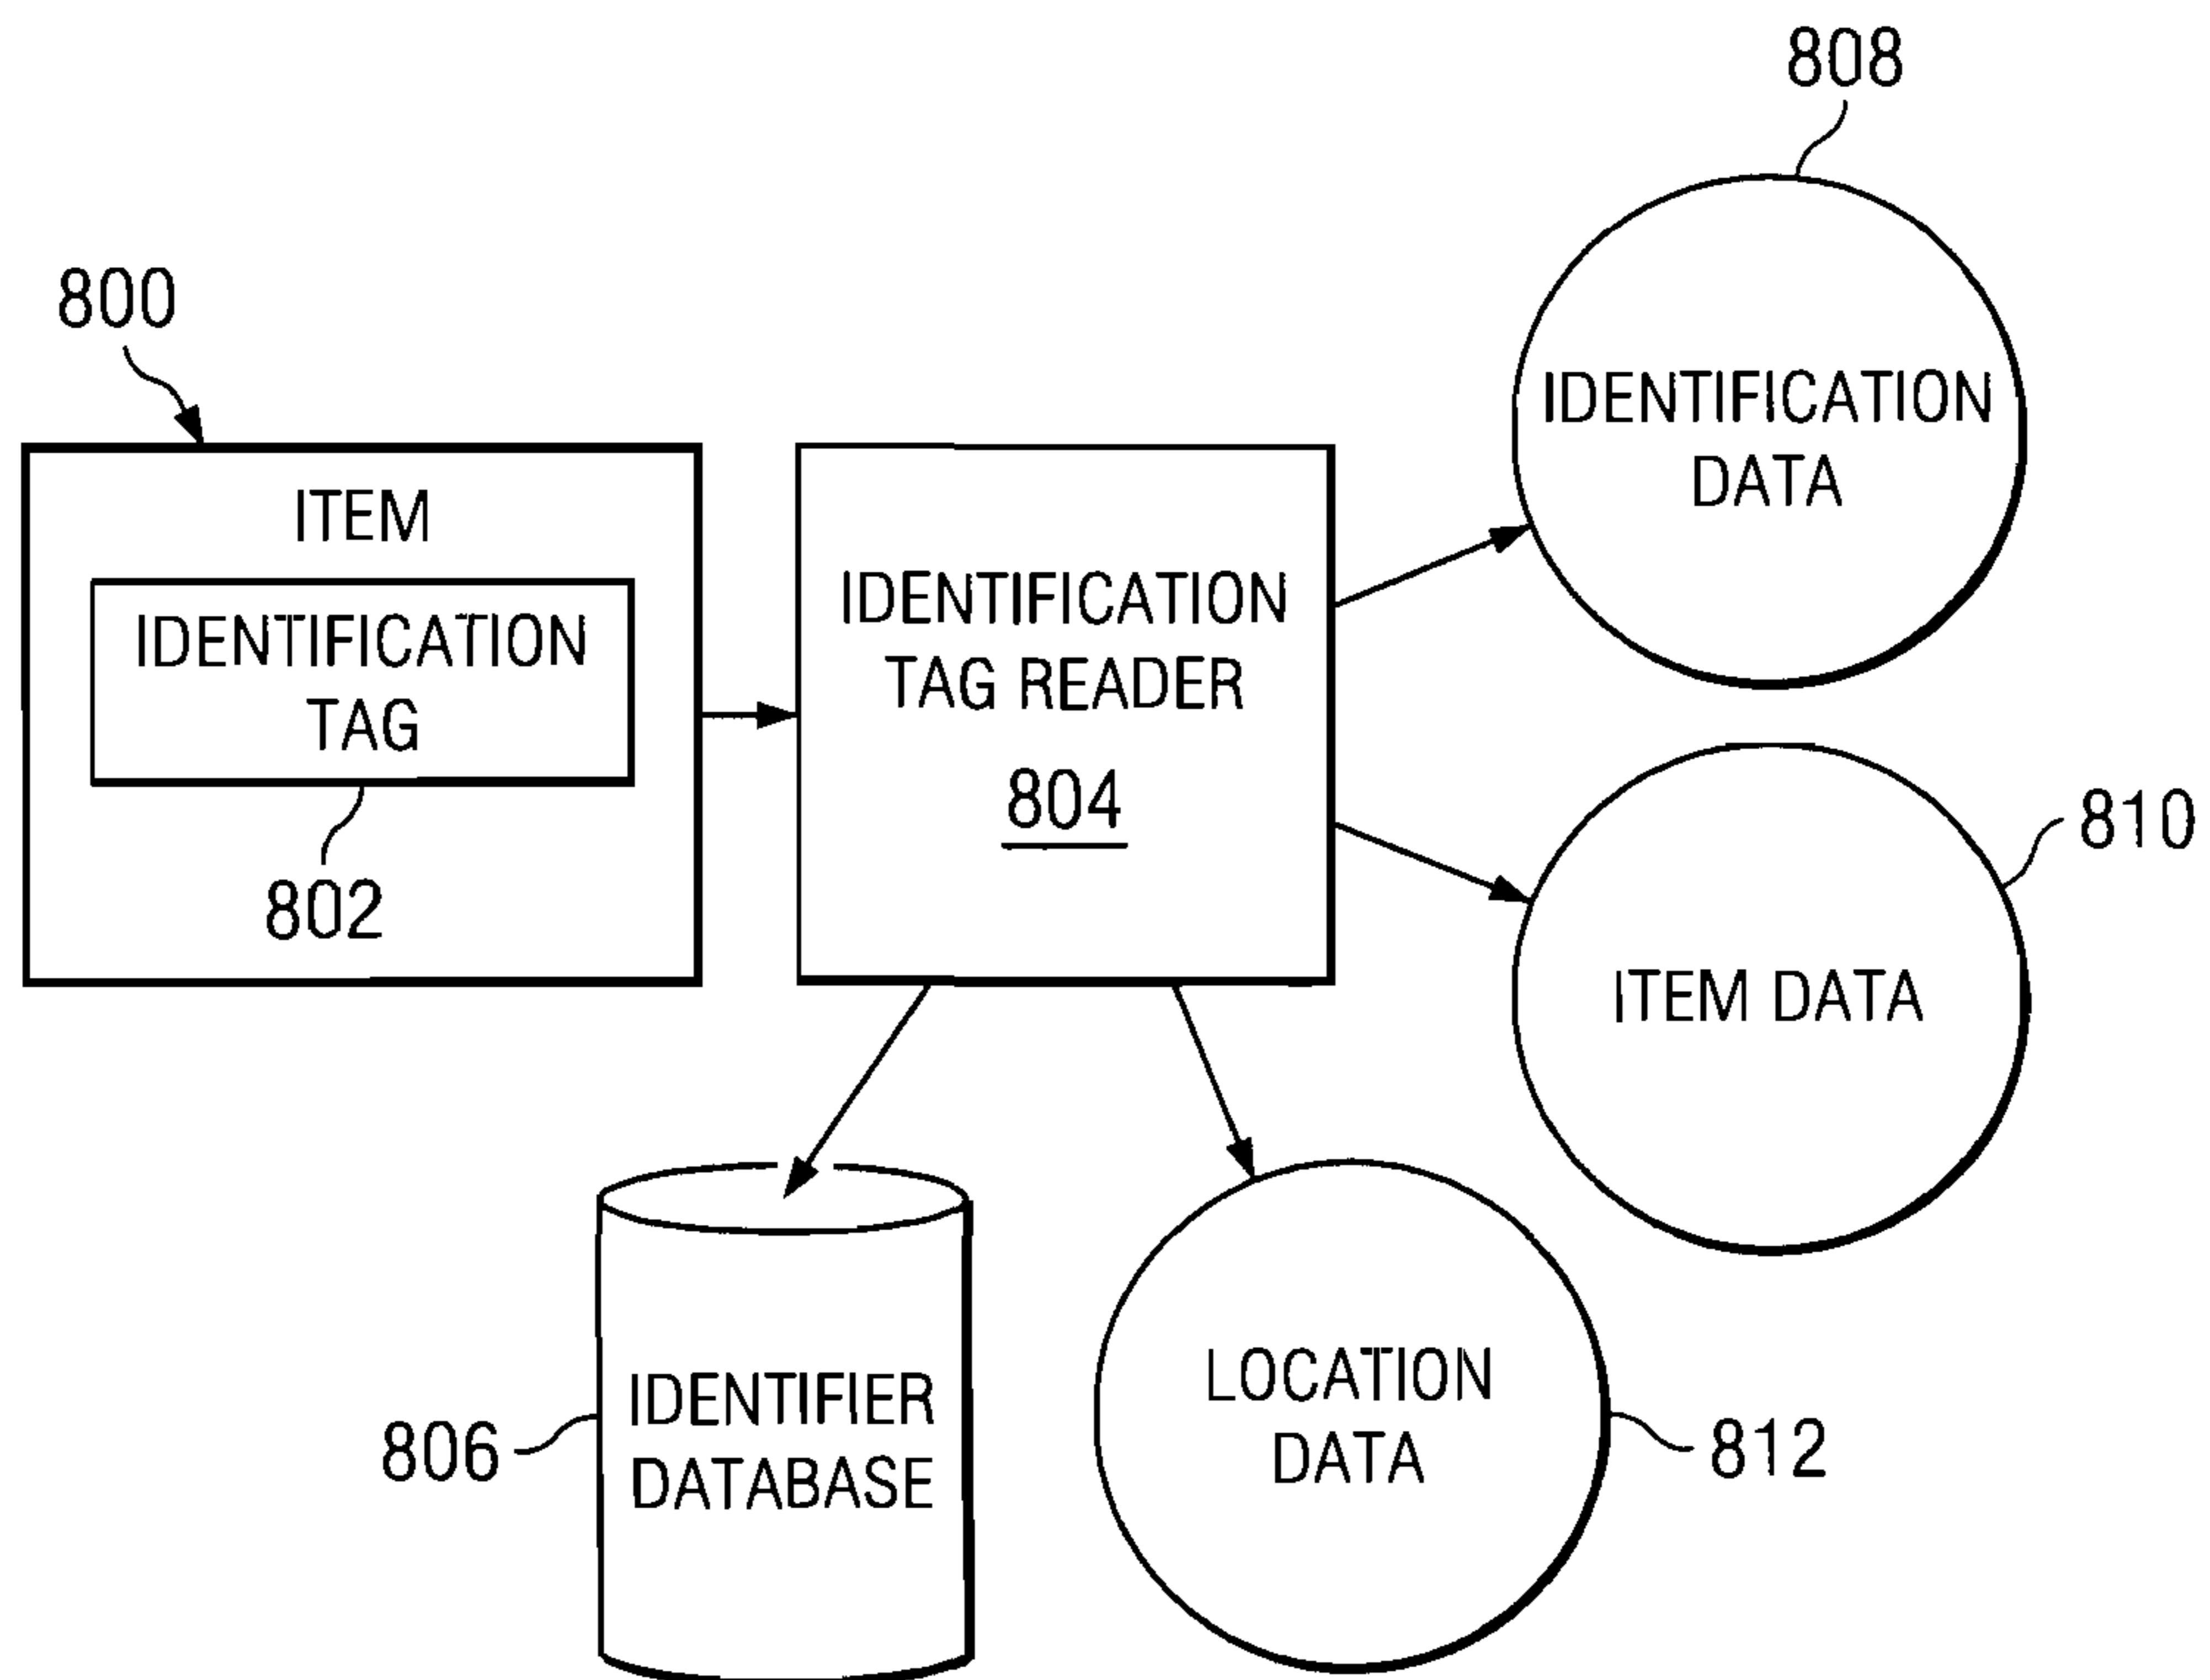 808
800
IDENTIFICATION
DATA
ITEM
IDENTIFICATION
TAG
802
IDENTIFICATION
TAG READER
804
810
ITEM DATA
806
IDENTIFIER
DATABASE
LOCATION
DATA
812